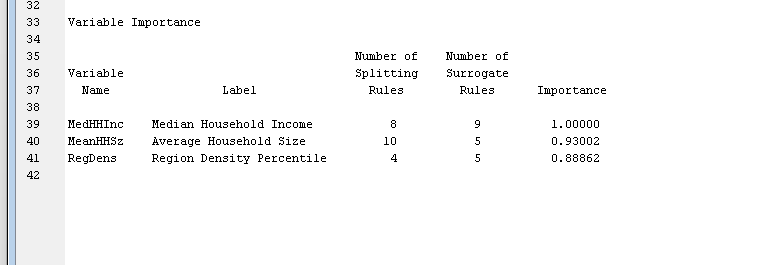 32
33 Variable Importance
34
35 Number of Number of
36 Variable Splitting Surrogate
37 Name Label Rules Rules Importance
38
39 MedHHInc Median Household Income 8 9 1.00000
40 MeanHHSz Average Household Size 10 5 0.93002
41 RegDens Region Density Percentile 4 5 0.88862
42